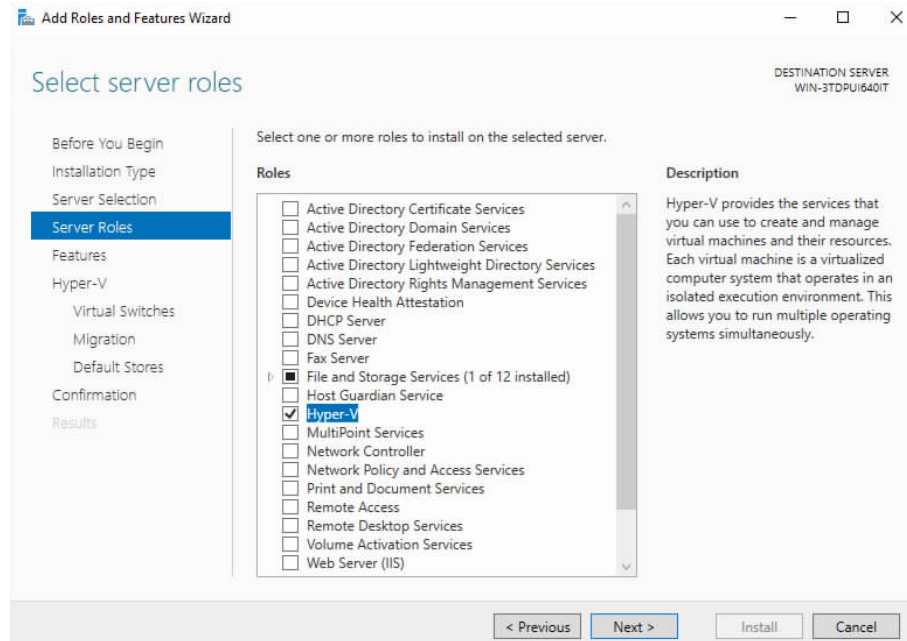 Add Roles and Features Wizard
Select server roles
DESTINATION SERVER
WIN-3TDPUI640IT
Before You Begin
Installation Type
Server Selection
Server Roles
Features
Hyper-V
Virtual Switches
Migration
Default Stores
Confirmation
Results
Select one or more roles to install on the selected server.
Roles
Active Directory Certificate Services
Active Directory Domain Services
Active Directory Federation Services
Active Directory Lightweight Directory Services
Active Directory Rights Management Services
Device Health Attestation
DHCP Server
DNS Server
Fax Server
File and Storage Services (1 of 12 installed)
Host Guardian Service
Hyper-V
MultiPoint Services
Network Controller
Network Policy and Access Services
Print and Document Services
Remote Access
Remote Desktop Services
Volume Activation Services
Web Server (IIS)
Description
Hyper-V provides the services that
you can use to create and manage
virtual machines and their resources.
Each virtual machine is a virtualized
computer system that operates in an
isolated execution environment. This
allows you to run multiple operating
systems simultaneously.
< Previous
Next >
Install
Cancel